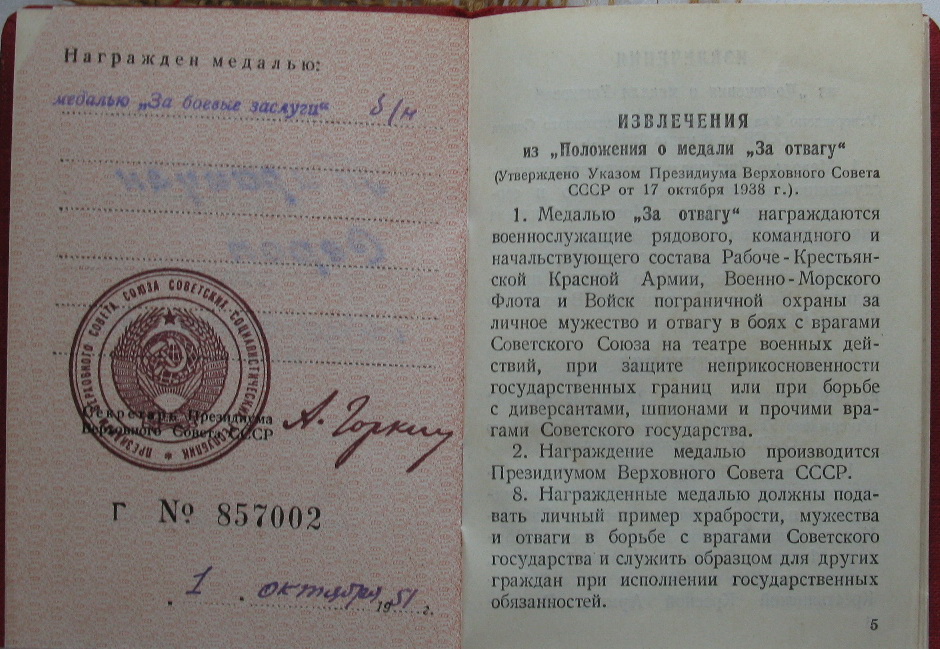 Награжден медалью:
медалью „За боевые заслуги“ б/н
ВЕРХОВНОГО СОВЕТА СОЮЗА СОВЕТСКИХ СОЦИАЛИСТИЧЕСКИХ
Секретарь Президиума
Верховного Совета СССР
А. Горкин
Г № 857002
1 октября 1951 г.
ИЗВЛЕЧЕНИЯ
из „Положения о медали „За отвагу“
(Утверждено Указом Президиума Верховного Совета
СССР от 17 октября 1938 г.).
1. Медалью „За отвагу“ награждаются
военнослужащие рядового, командного и
начальствующего состава Рабоче-Крестьян-
ской Красной Армии, Военно-Морского
Флота и Войск пограничной охраны за
личное мужество и отвагу в боях с врагами
Советского Союза на театре военных дей-
ствий, при защите неприкосновенности
государственных границ или при борьбе
с диверсантами, шпионами и прочими вра-
гами Советского государства.
2. Награждение медалью производится
Президиумом Верховного Совета СССР.
8. Награжденные медалью должны пода-
вать личный пример храбрости, мужества
и отваги в борьбе с врагами Советского
государства и служить образцом для других
граждан при исполнении государственных
обязанностей.
5